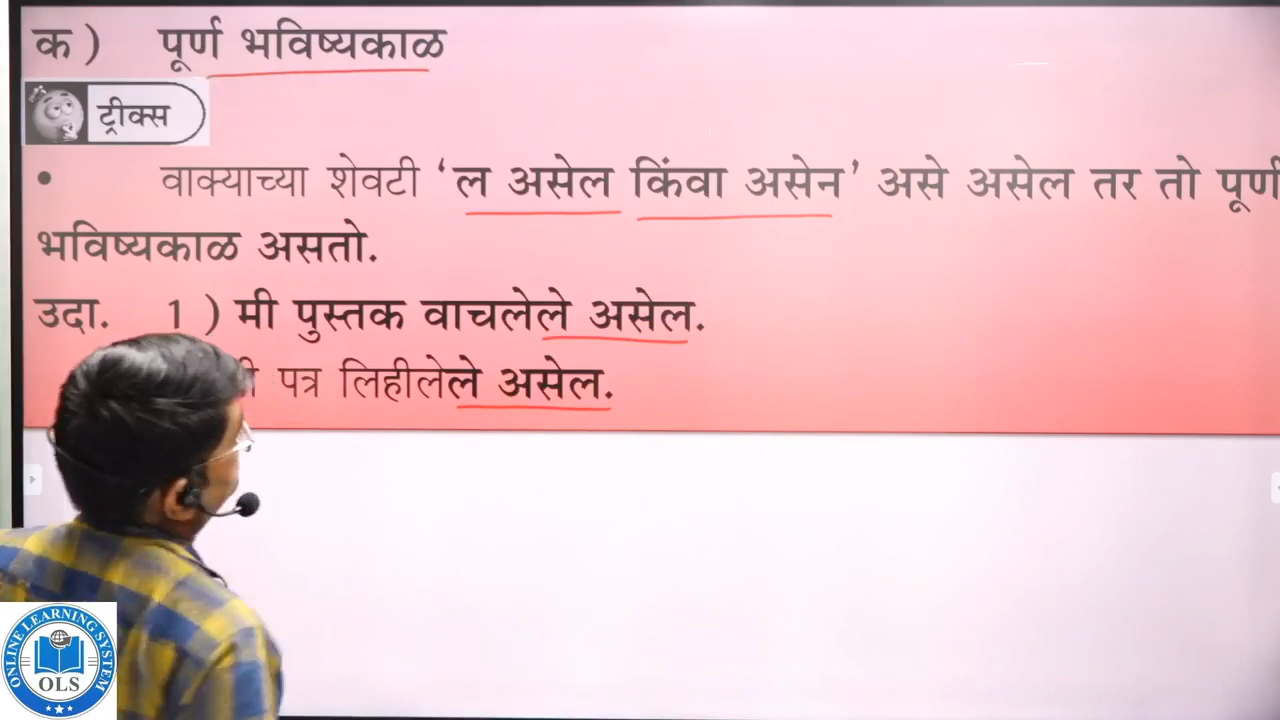 क ) पूर्ण भविष्यकाळ
ट्रीक्स
• वाक्याच्या शेवटी ‘ल असेल किंवा असेन’ असे असेल तर तो पूर्ण
भविष्यकाळ असतो.
उदा. 1 ) मी पुस्तक वाचलेले असेल.
पत्र लिहीलेले असेल.
ONLINE LEARNING SYSTEM
OLS